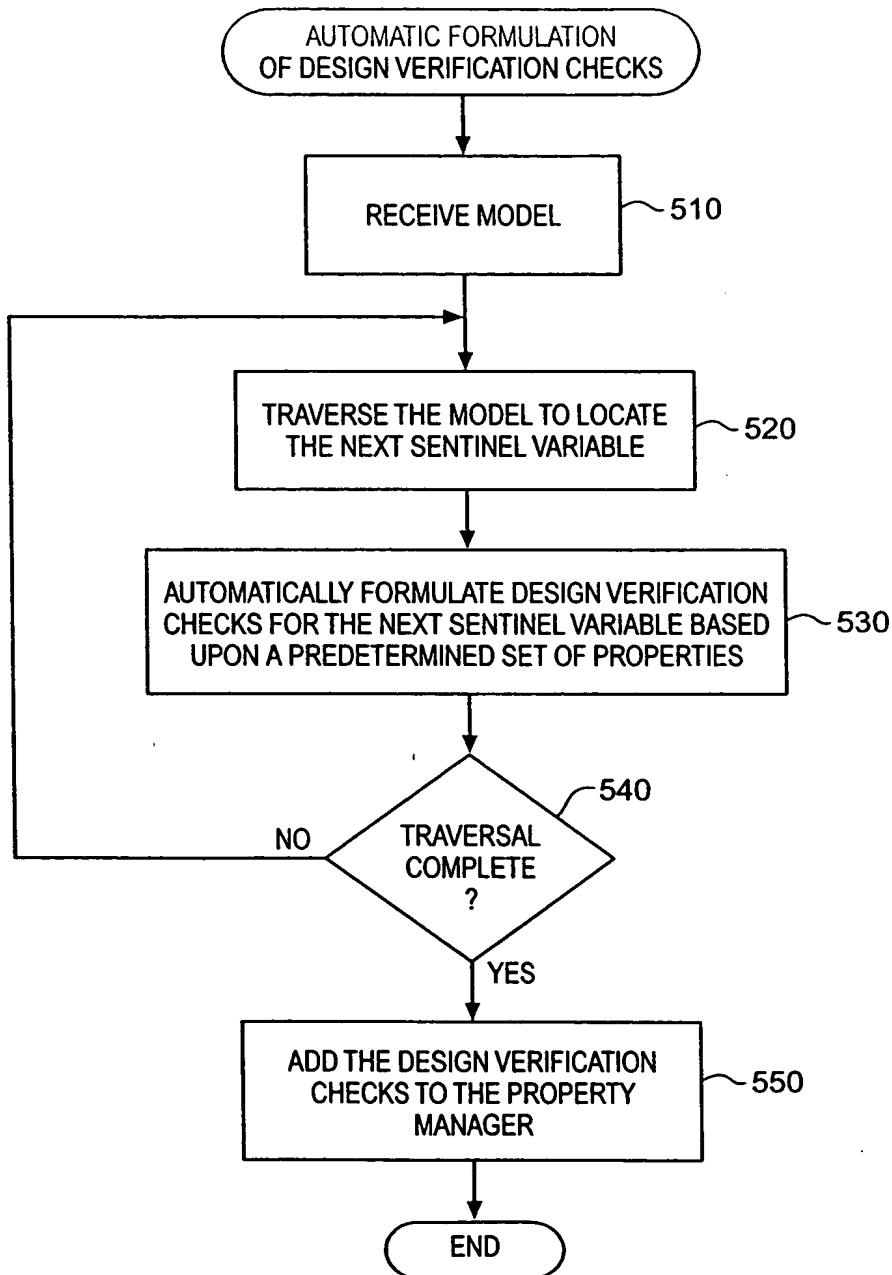 AUTOMATIC FORMULATION
OF DESIGN VERIFICATION CHECKS
RECEIVE MODEL
510
TRAVERSE THE MODEL TO LOCATE
THE NEXT SENTINEL VARIABLE
520
AUTOMATICALLY FORMULATE DESIGN VERIFICATION
CHECKS FOR THE NEXT SENTINEL VARIABLE BASED
UPON A PREDETERMINED SET OF PROPERTIES
530
540
NO
TRAVERSAL
COMPLETE
?
YES
ADD THE DESIGN VERIFICATION
CHECKS TO THE PROPERTY
MANAGER
550
END